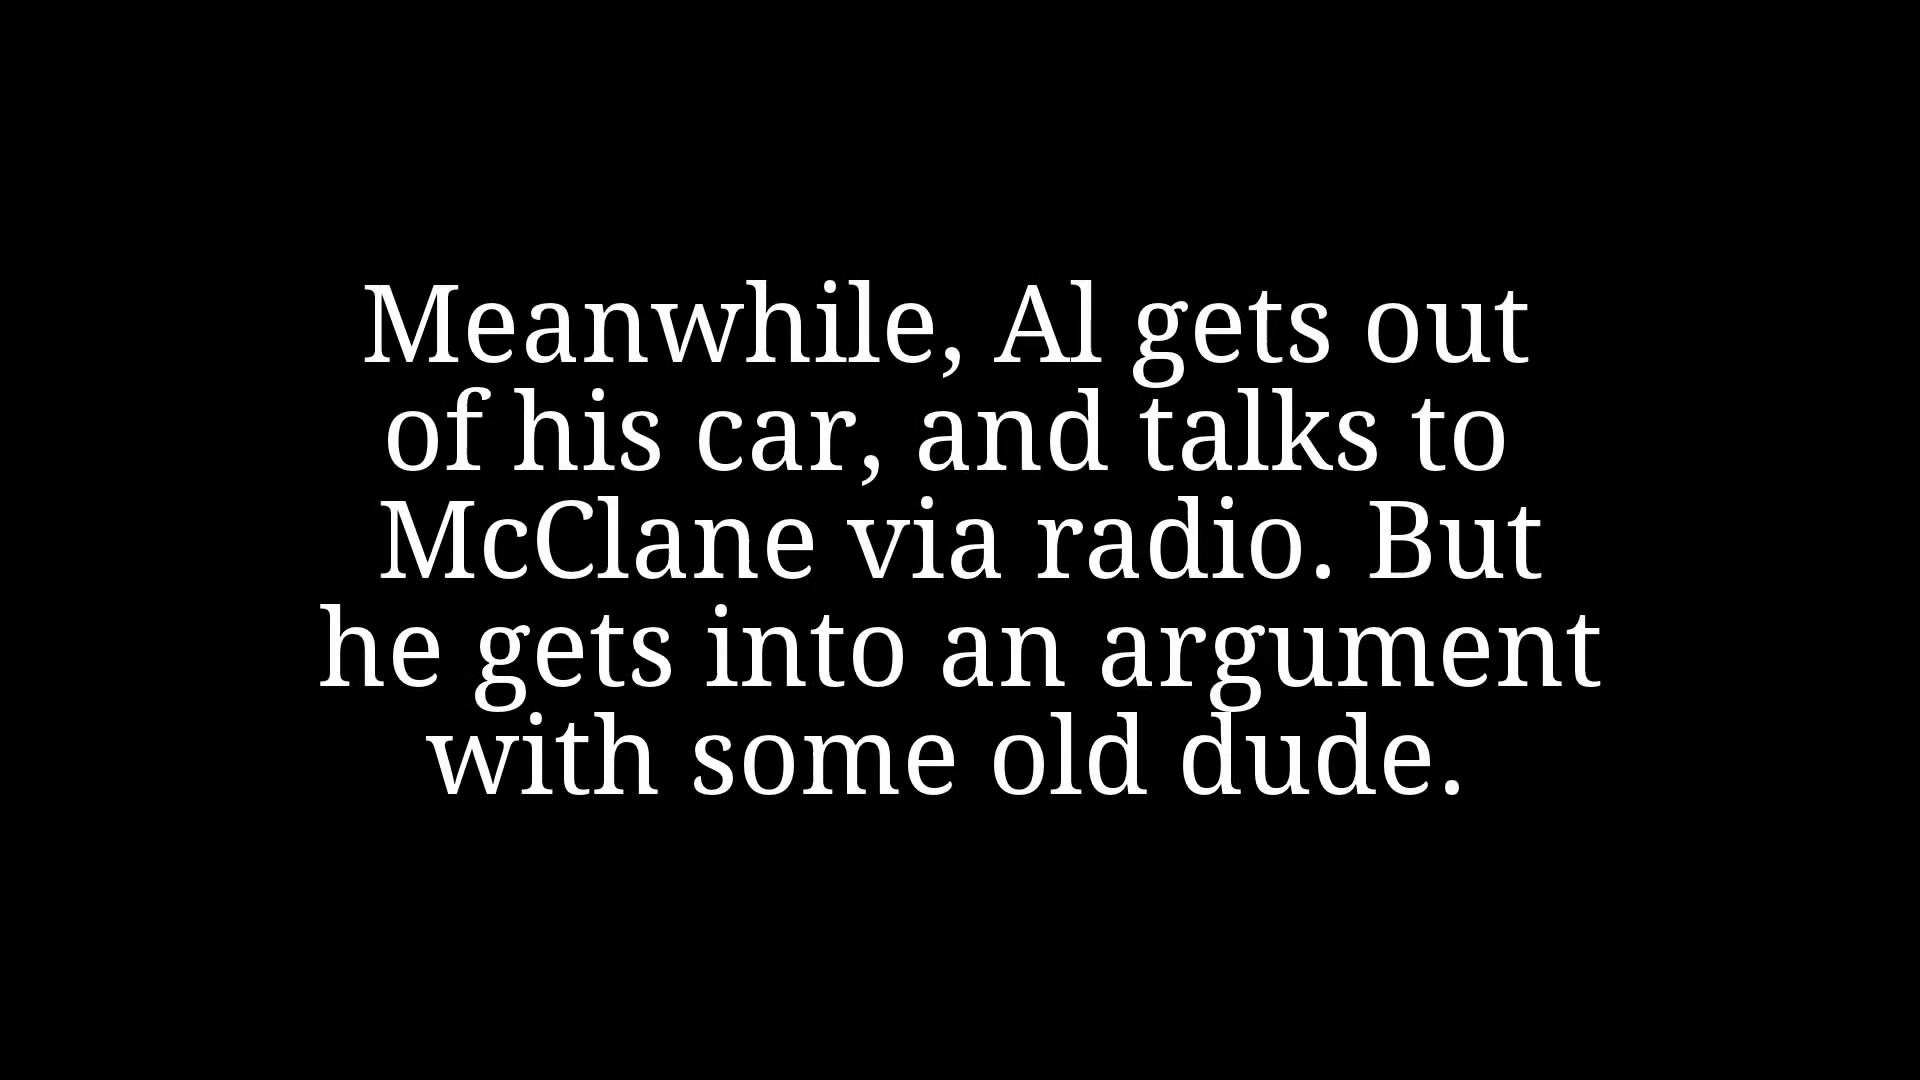 Meanwhile, Al gets out
of his car, and talks to
McClane via radio. But
he gets into an argument
with some old dude.